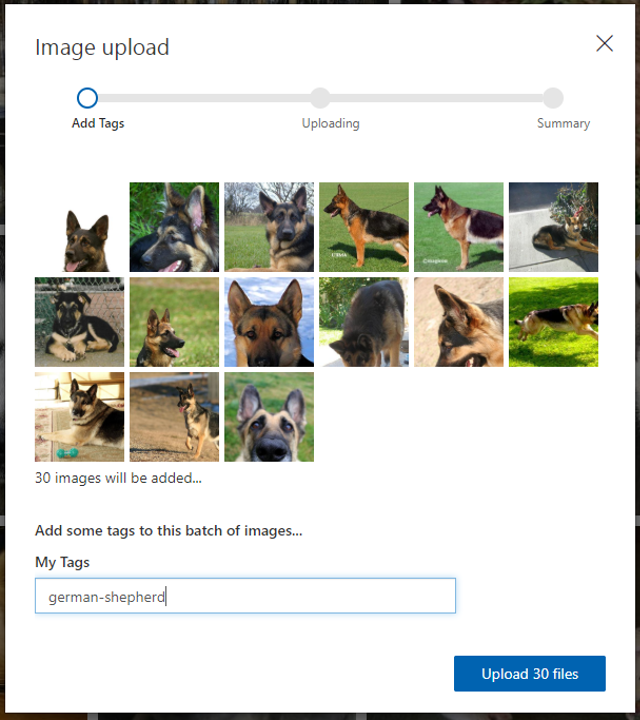 Image upload
Add Tags
Uploading
Summary
30 images will be added...
Add some tags to this batch of images...
My Tags
german-shepherd
Upload 30 files